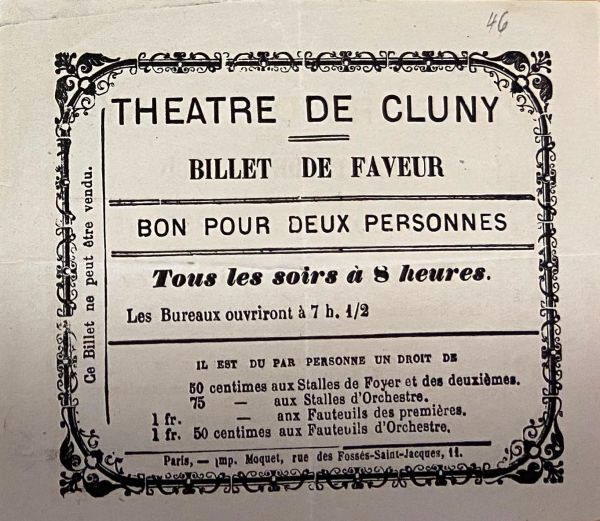 46
THEATRE DE CLUNY
BILLET DE FAVEUR
BON POUR DEUX PERSONNES
Tous les soirs à 8 heures.
Les Bureaux ouvriront à 7 h. 1/2
IL EST DU PAR PERSONNE UN DROIT DE
50 centimes aux Stalles de Foyer et des deuxièmes.
75 — aux Stalles d'Orchestre.
1 fr. — anx Fauteuils des premières.
1 fr. 50 centimes aux Fauteuils d'Orchestre.
Paris, — Imp. Moquet, rue des Fossés-Saint-Jacques, 11.
Ce Billet ne peut être vendu.